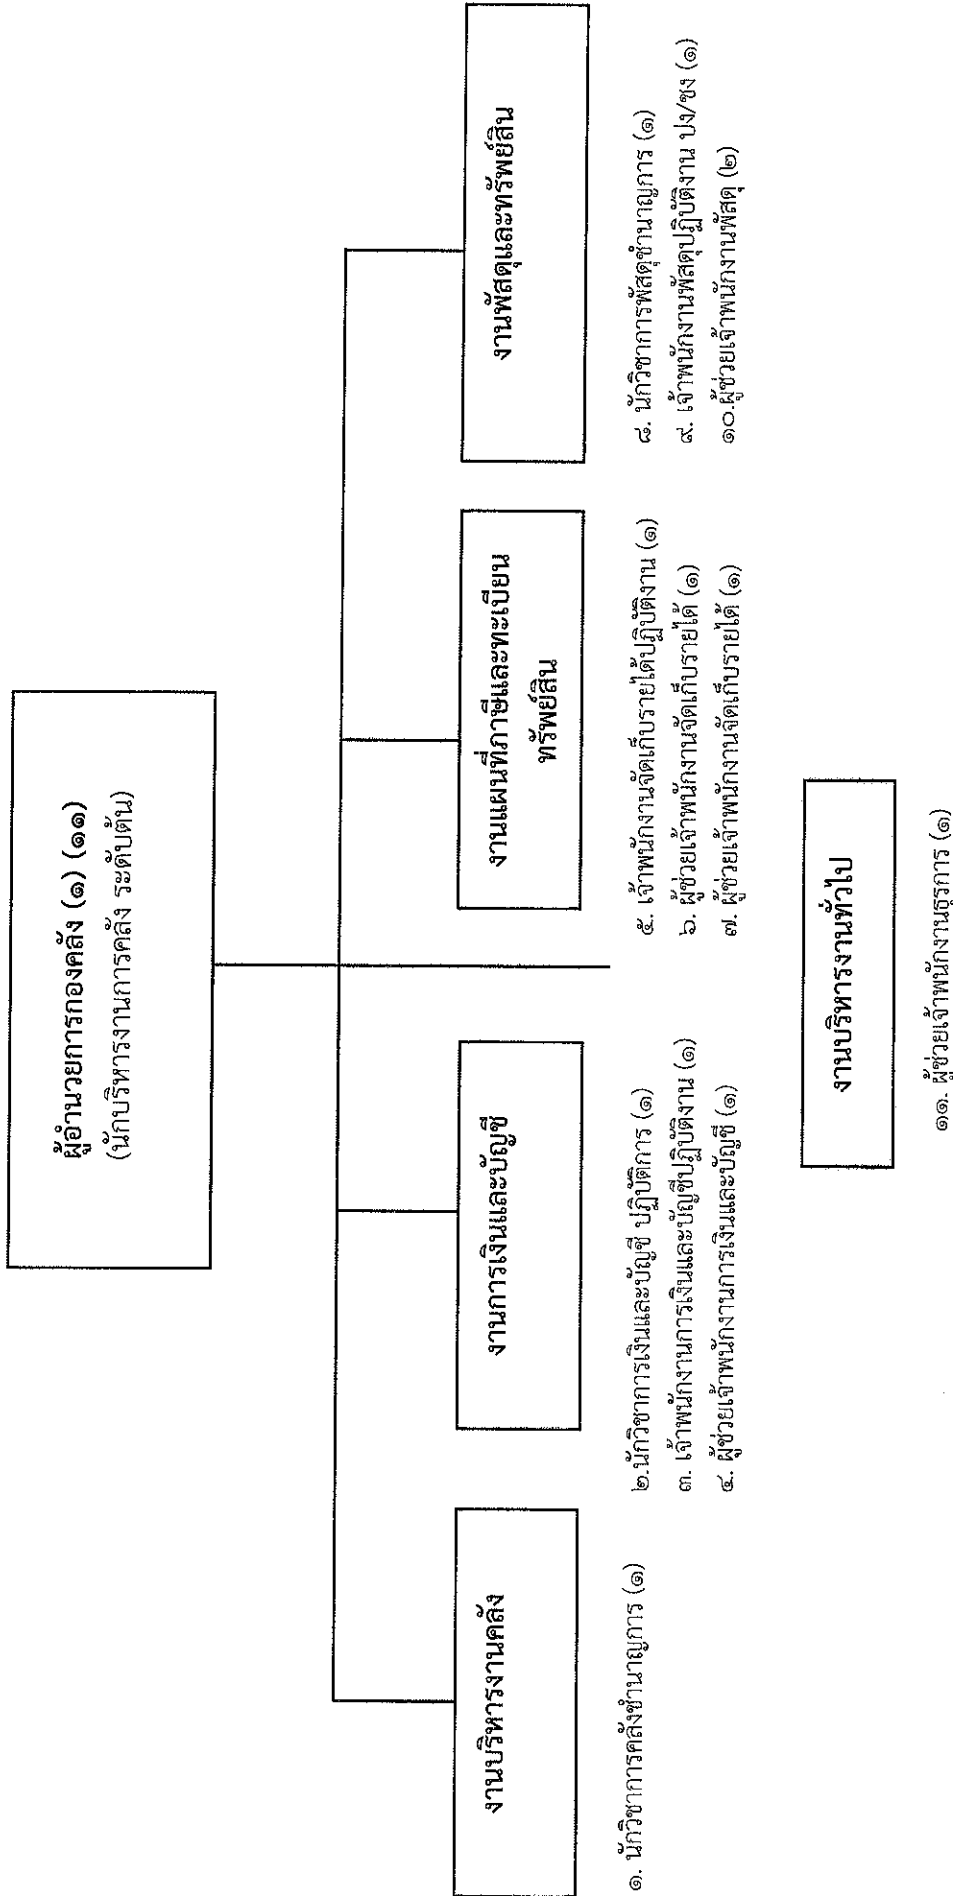 ผู้อำนวยการกองคลัง (๑) (๑๑)
(นักบริหารงานการคลัง ระดับต้น)
งานบริหารงานคลัง
๑. นักวิชาการคลังชำนาญการ (๑)
งานการเงินและบัญชี
๒.นักวิชาการเงินและบัญชี ปฏิบัติการ (๑)
๓. เจ้าพนักงานการเงินและบัญชีปฏิบัติงาน (๑)
๔. ผู้ช่วยเจ้าพนักงานการเงินและบัญชี (๑)
งานแผนที่ภาษีและทะเบียน
ทรัพย์สิน
๕. เจ้าพนักงานจัดเก็บรายได้ปฏิบัติงาน (๑)
๖. ผู้ช่วยเจ้าพนักงานจัดเก็บรายได้ (๑)
๗. ผู้ช่วยเจ้าพนักงานจัดเก็บรายได้ (๑)
งานพัสดุและทรัพย์สิน
๘. นักวิชาการพัสดุชำนาญการ (๑)
๙. เจ้าพนักงานพัสดุปฏิบัติงาน ปง/ชง (๑)
๑๐.ผู้ช่วยเจ้าพนักงานพัสดุ (๒)
งานบริหารงานทั่วไป
๑๑. ผู้ช่วยเจ้าพนักงานธุรการ (๑)